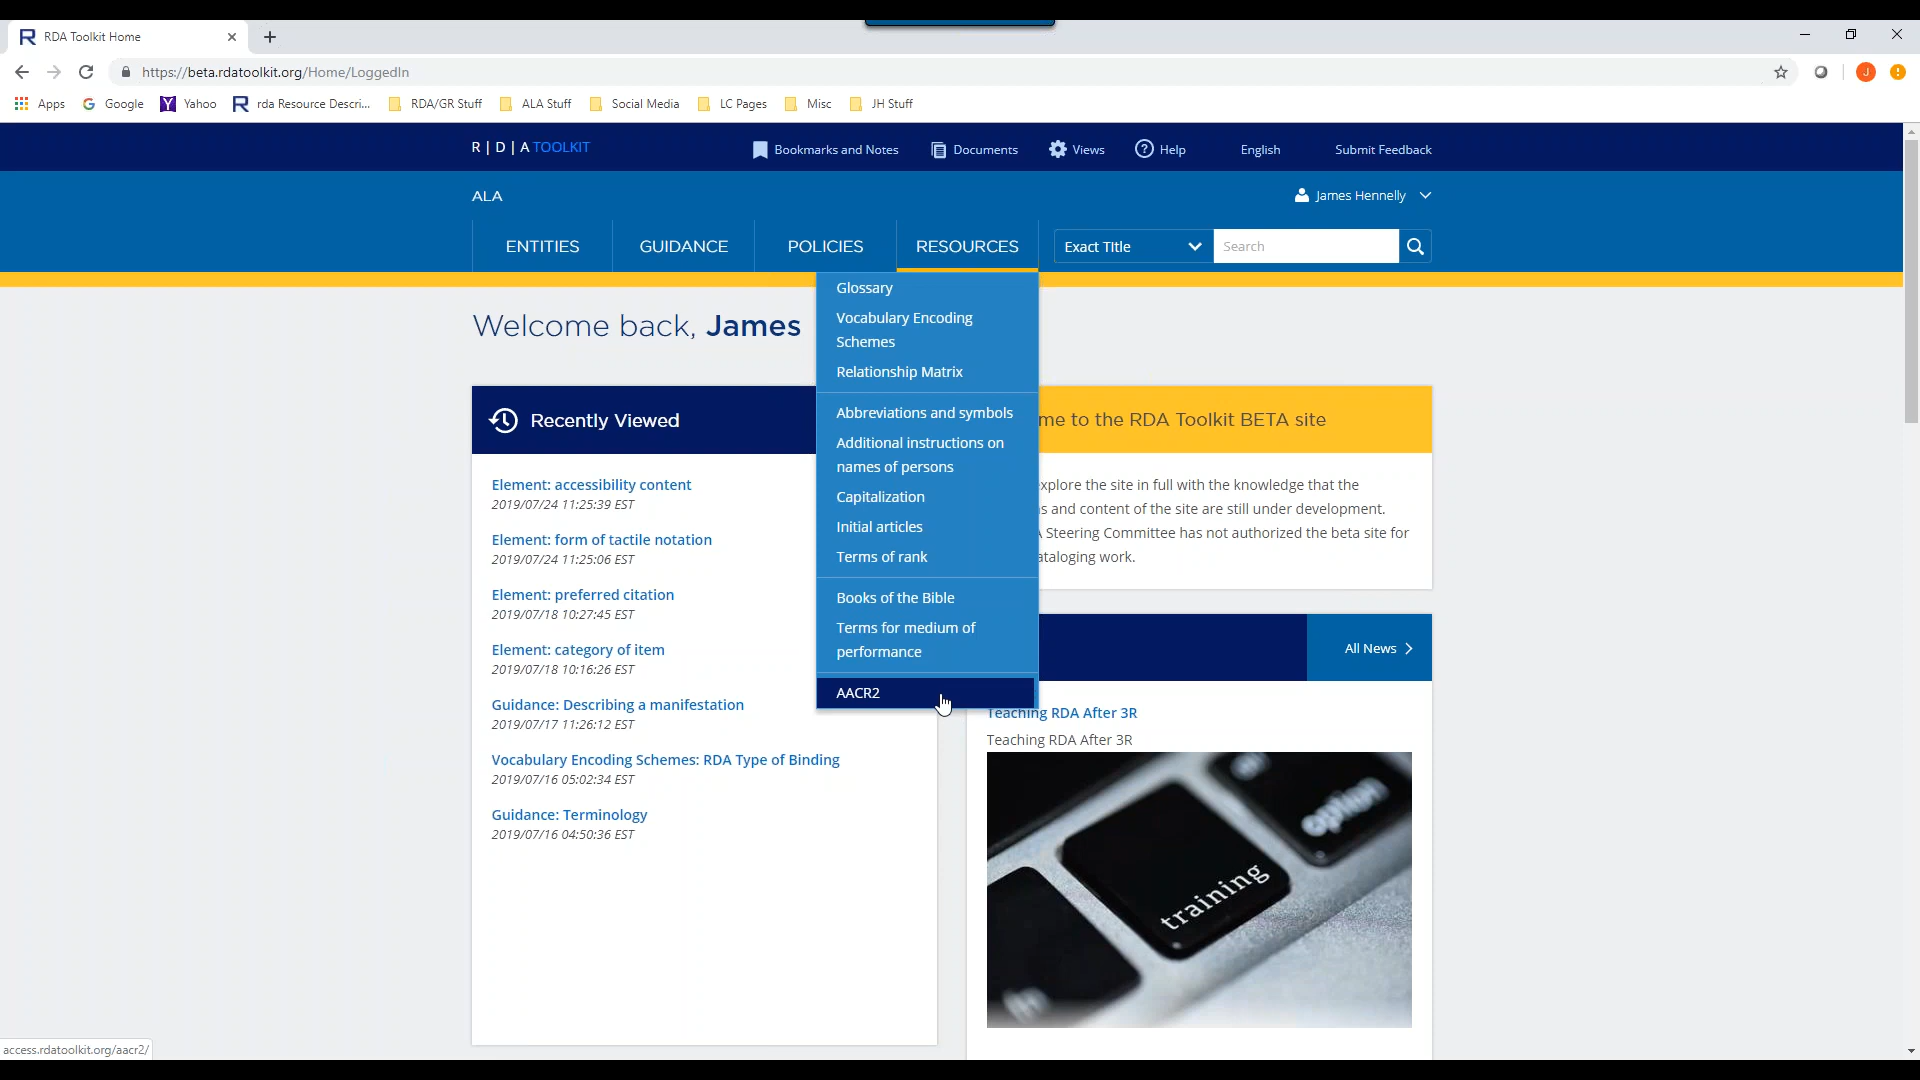 RDA Toolkit Home
https://beta.rdatoolkit.org/Home/LoggedIn
Apps Google Yahoo rda Resource Descri... RDA/GR Stuff ALA Stuff Social Media LC Pages Misc JH Stuff
R | D | A TOOLKIT Bookmarks and Notes Documents Views Help English Submit Feedback
ALA James Hennelly
ENTITIES GUIDANCE POLICIES RESOURCES Exact Title Search
Glossary
Vocabulary Encoding
Schemes
Relationship Matrix
Abbreviations and symbols
Additional instructions on
names of persons
Capitalization
Initial articles
Terms of rank
Books of the Bible
Terms for medium of
performance
AACR2
Welcome back, James
Recently Viewed
Element: accessibility content
2019/07/24 11:25:39 EST
Element: form of tactile notation
2019/07/24 11:25:06 EST
Element: preferred citation
2019/07/18 10:27:45 EST
Element: category of item
2019/07/18 10:16:26 EST
Guidance: Describing a manifestation
2019/07/17 11:26:12 EST
Vocabulary Encoding Schemes: RDA Type of Binding
2019/07/16 05:02:34 EST
Guidance: Terminology
2019/07/16 04:50:36 EST
me to the RDA Toolkit BETA site
xplore the site in full with the knowledge that the
s and content of the site are still under development.
Steering Committee has not authorized the beta site for
ataloging work.
All News
Teaching RDA After 3R
Teaching RDA After 3R
option
training
access.rdatoolkit.org/aacr2/
J